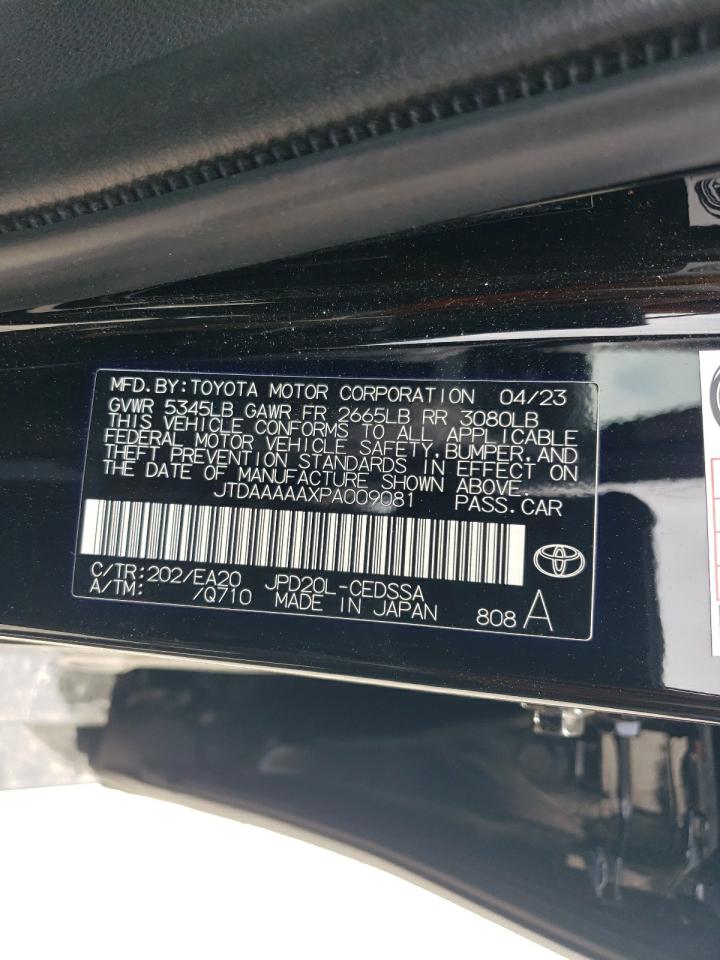 MFD.BY:TOYOTA MOTOR CORPORATION 04/23
GVWR 5345LB GAWR FR 2665LB RR 3080LB
THIS VEHICLE CONFORMS TO ALL APPLICABLE
FEDERAL MOTOR VEHICLE SAFETY,BUMPER,AND
THEFT PREVENTION STANDARDS IN EFFECT ON
THE DATE OF MANUFACTURE SHOWN ABOVE.
JTDAAAAAXPA009081 PASS.CAR
C/TR:202/EA20 JPD20L-CEDSSA
A/TM: /Q710 MADE IN JAPAN 808 A